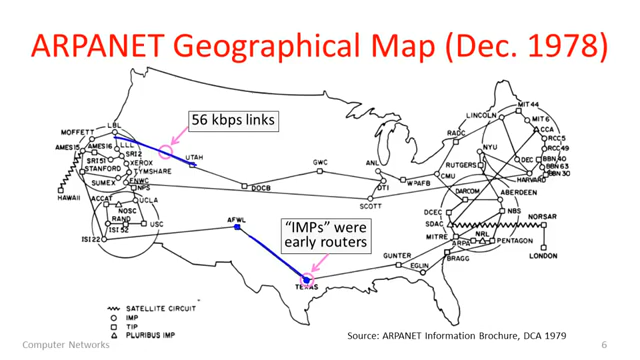 ARPANET Geographical Map (Dec. 1978)
56 kbps links
"IMPs" were
early routers
MOFFETT
LBL
AMES15
AMES16
LLL
SRI2
SRI51
XEROX
STANFORD
TYMSHARE
SUMEX
HAWAII
NPS
ACCAT
UCLA
NOSC
RAND
ISI52
USC
ISI22
UTAH
DOCB
GWC
AFWL
TEXAS
ANL
DTI
SCOTT
WPAFB
CMU
RADC
LINCOLN
MIT44
MIT6
CCA
RCC5
RCC49
NYU
RUTGERS
DEC
BBN40
BBN63
BBN30
HARVARD
DARCOM
ABERDEEN
DCEC
NBS
SDAC
NORSAR
NRL
MITRE
ARPA
PENTAGON
LONDON
GUNTER
EGLIN
BRAGG
SATELLITE CIRCUIT
IMP
TIP
PLURIBUS IMP
Source: ARPANET Information Brochure, DCA 1979
Computer Networks
6